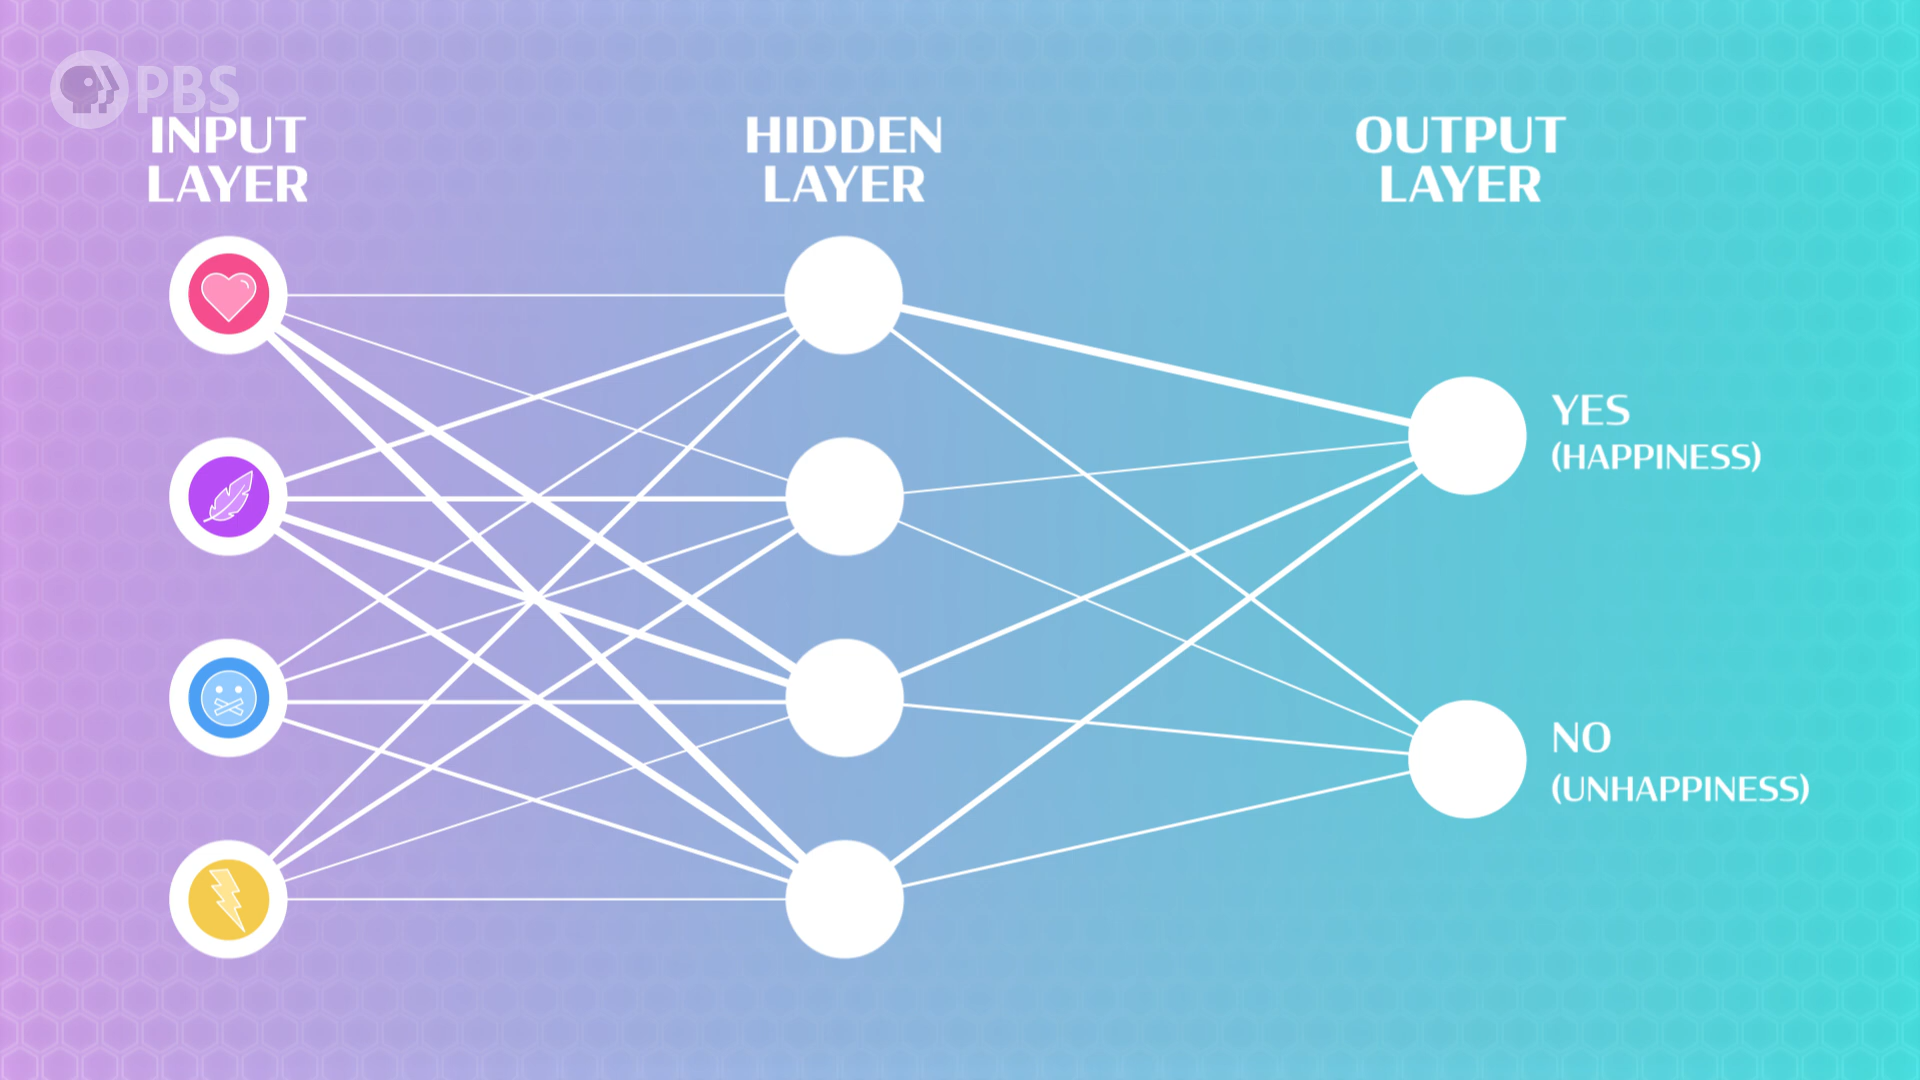 PBS
INPUT
LAYER
HIDDEN
LAYER
OUTPUT
LAYER
YES
(HAPPINESS)
NO
(UNHAPPINESS)